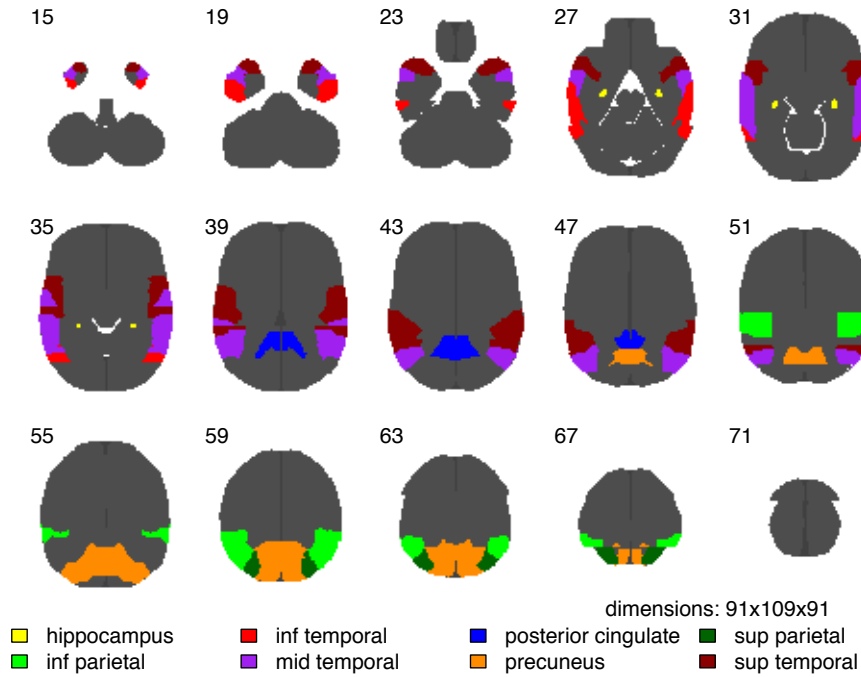 15 19 23 27 31
35 39 43 47 51
55 59 63 67 71
dimensions: 91x109x91
hippocampus inf temporal posterior cingulate sup parietal
inf parietal mid temporal precuneus sup temporal